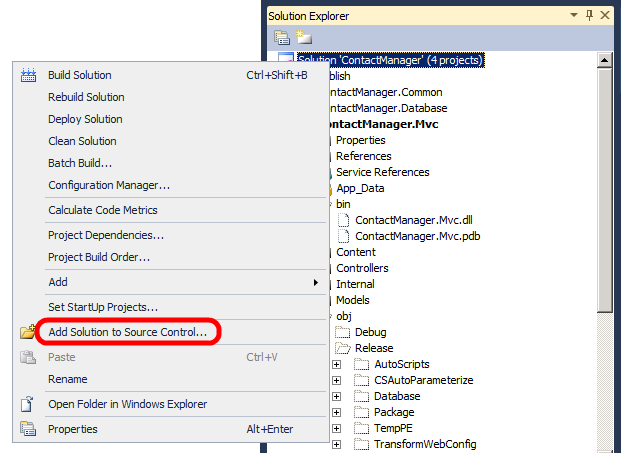 Solution Explorer
Solution 'ContactManager' (4 projects)
blish
ntactManager.Common
ntactManager.Database
ntactManager.Mvc
Properties
References
Service References
App_Data
bin
ContactManager.Mvc.dll
ContactManager.Mvc.pdb
Content
Controllers
Internal
Models
obj
Debug
Release
AutoScripts
CSAutoParameterize
Database
Package
TempPE
TransformWebConfig
Build Solution Ctrl+Shift+B
Rebuild Solution
Deploy Solution
Clean Solution
Batch Build...
Configuration Manager...
Calculate Code Metrics
Project Dependencies...
Project Build Order...
Add
Set StartUp Projects...
Add Solution to Source Control...
Paste Ctrl+V
Rename
Open Folder in Windows Explorer
Properties Alt+Enter